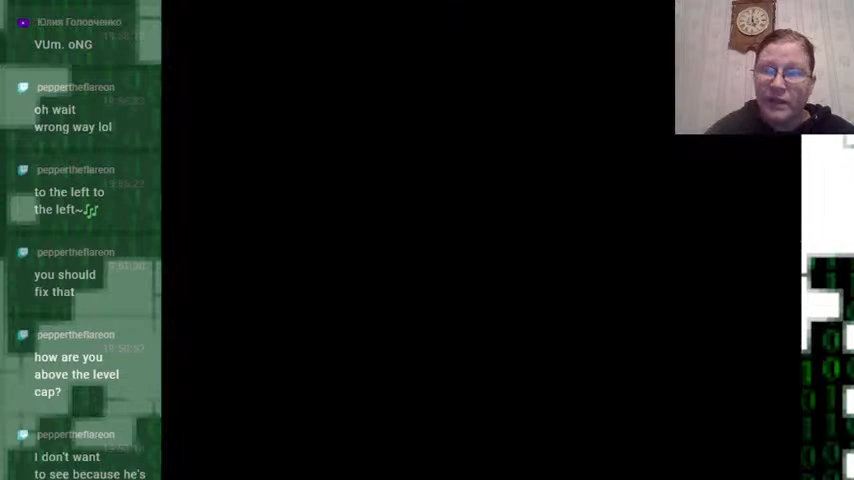 Юлия Головченко
VUm. oNG
peppertheflareon
oh wait
wrong way lol
peppertheflareon
to the left to
the left~🎶
peppertheflareon
you should
fix that
peppertheflareon
how are you
above the level
cap?
peppertheflareon
I don't want
to see because he's